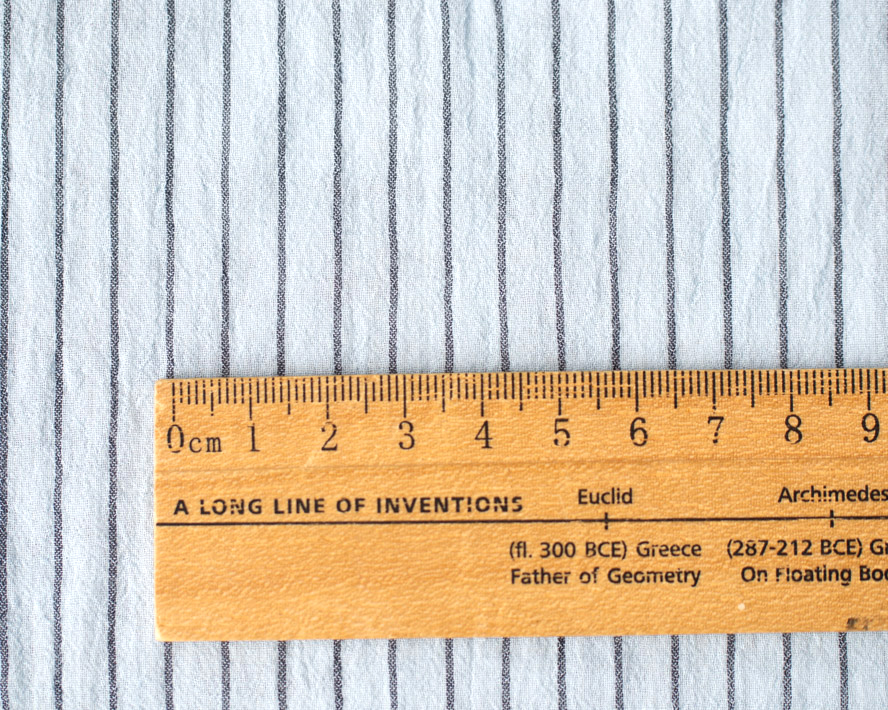 0cm 1 2 3 4 5 6 7 8 9
A LONG LINE OF INVENTIONS
Euclid
(fl. 300 BCE) Greece
Father of Geometry
Archimedes
(287-212 BCE)
On Floating